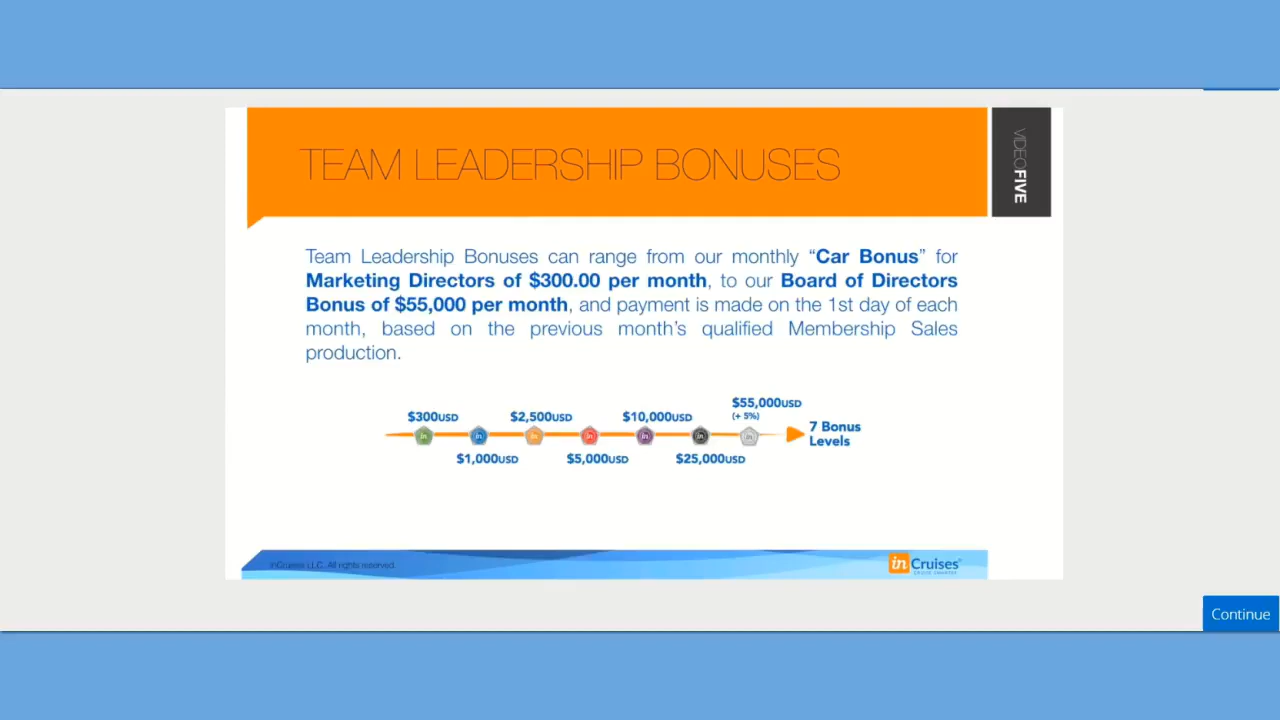 TEAM LEADERSHIP BONUSES
VIDEOFIVE
Team Leadership Bonuses can range from our monthly “Car Bonus” for
Marketing Directors of $300.00 per month, to our Board of Directors
Bonus of $55,000 per month, and payment is made on the 1st day of each
month, based on the previous month’s qualified Membership Sales
production.
$300USD
$1,000USD
$2,500USD
$5,000USD
$10,000USD
$25,000USD
$55,000USD
(+ 5%)
7 Bonus
Levels
inCruises LLC. All rights reserved.
inCruises
Continue